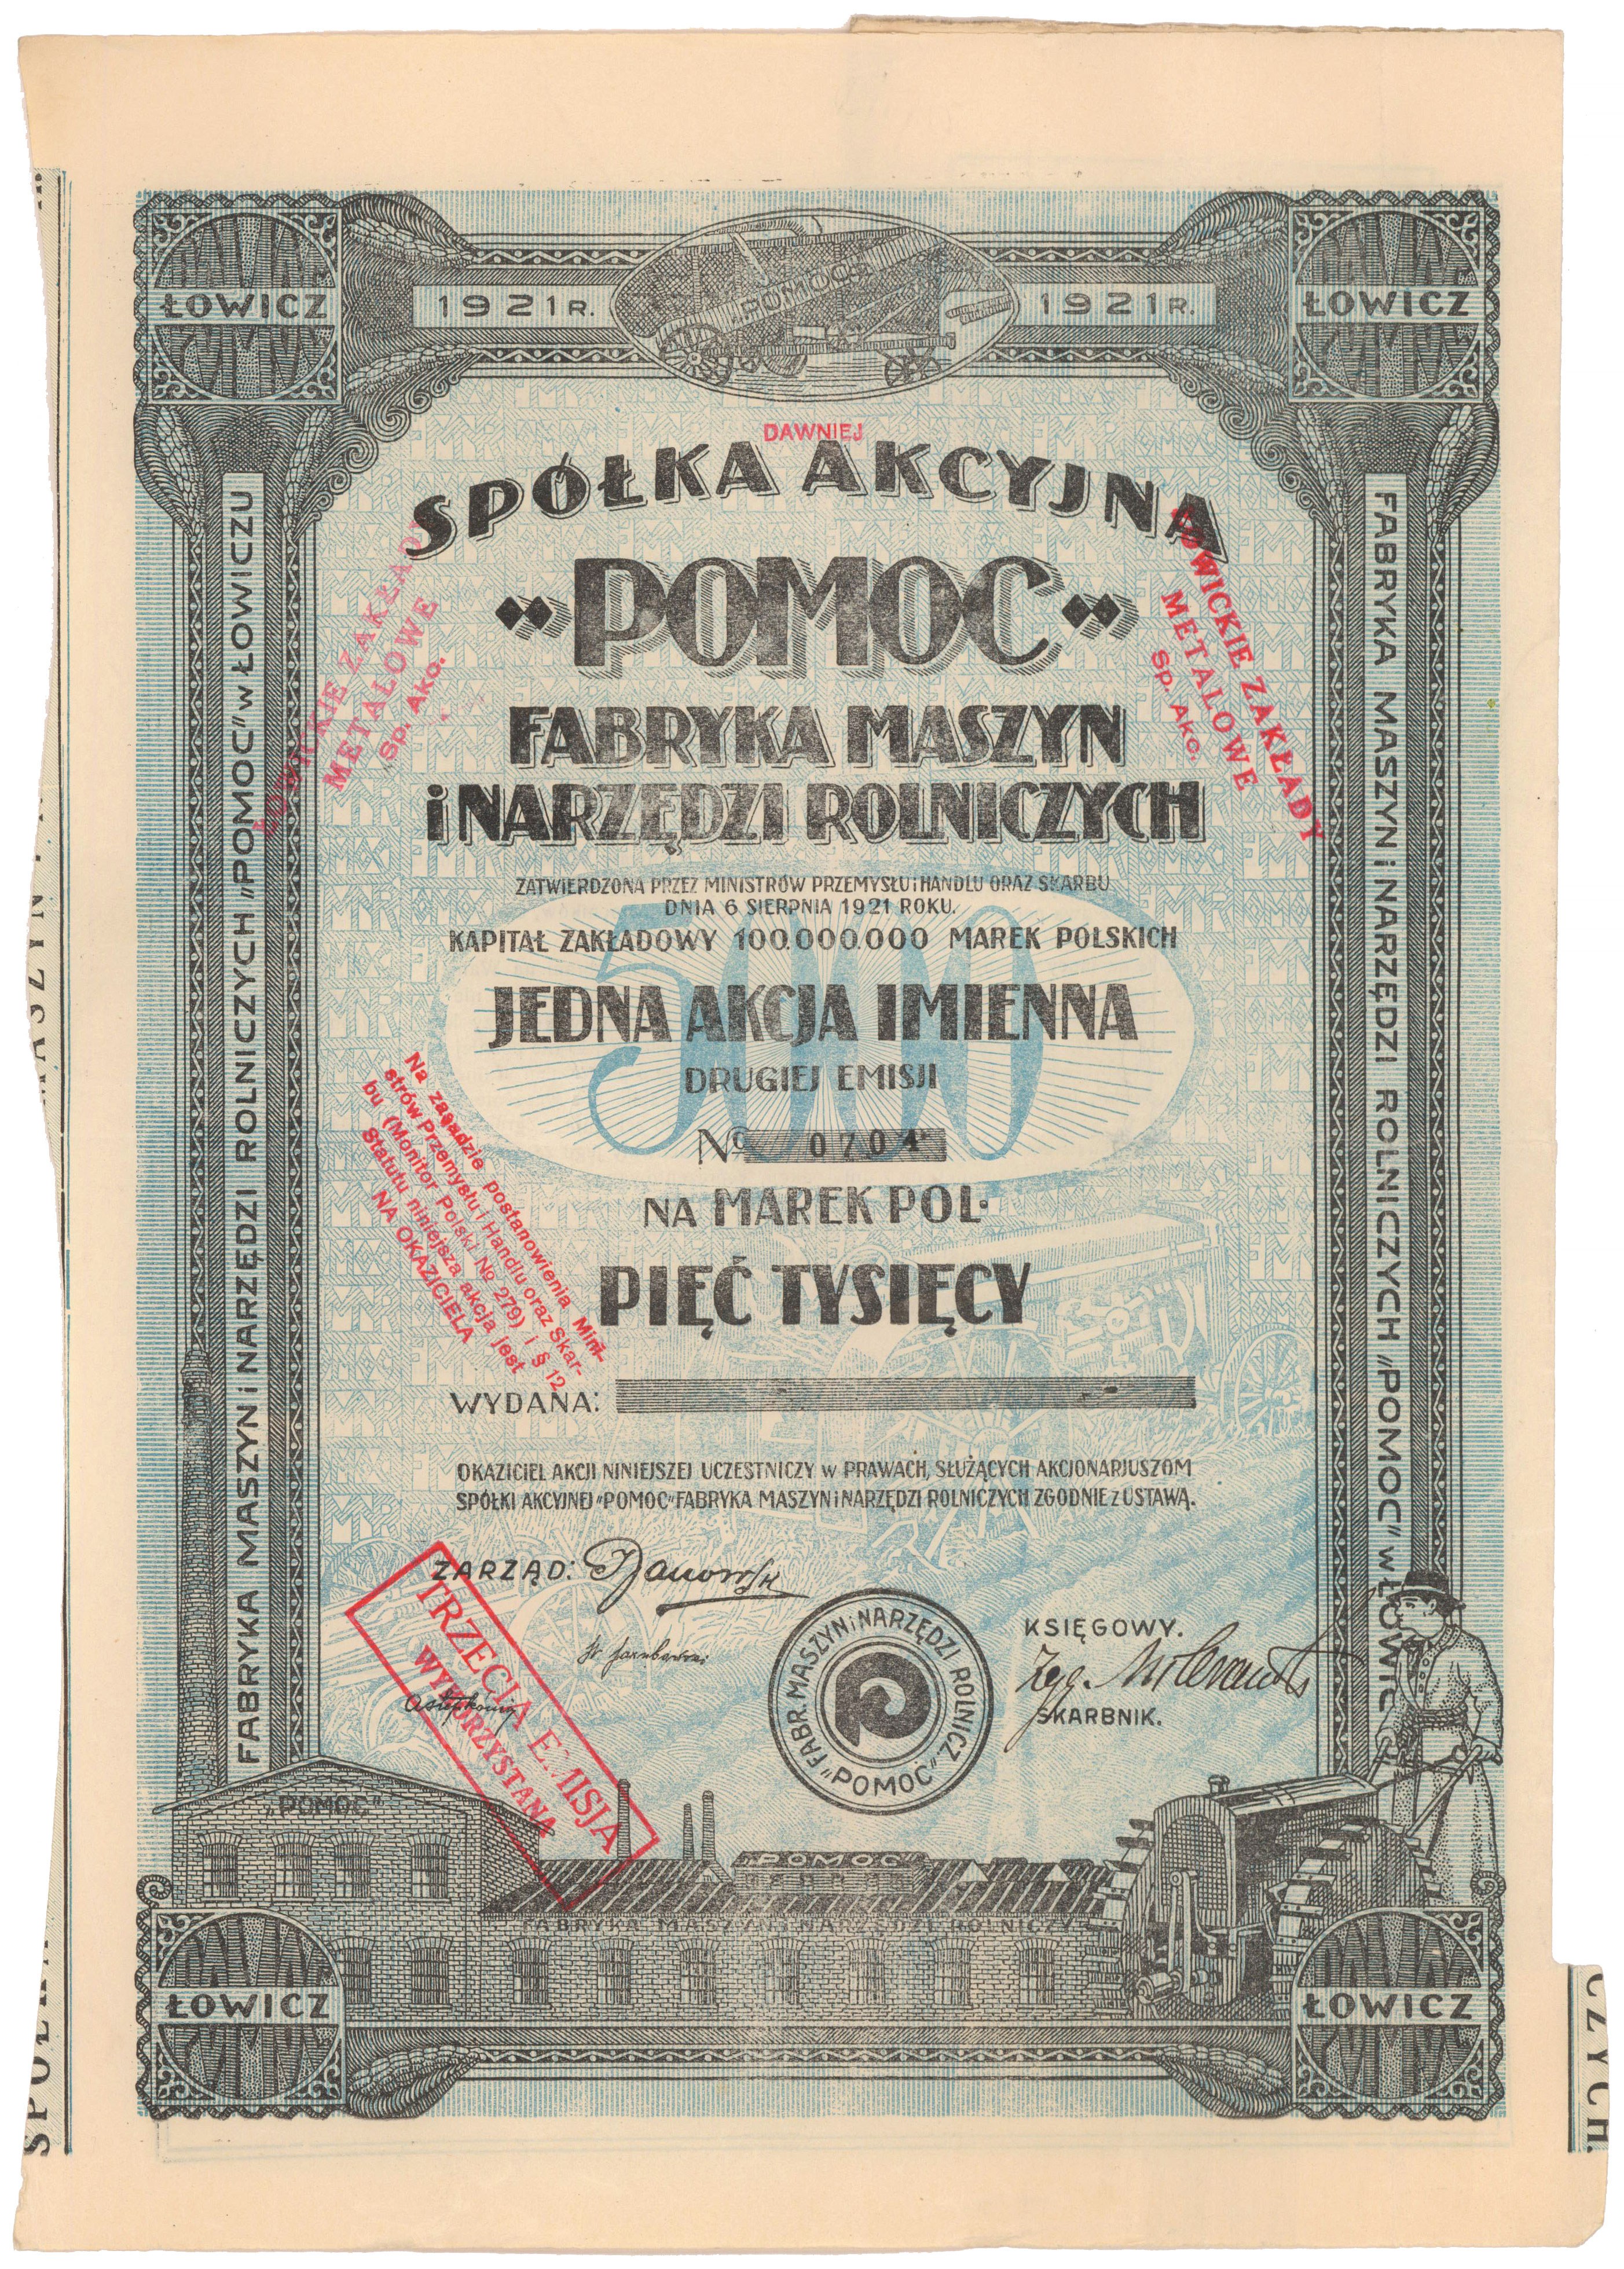 ŁOWICZ
1921 R.
"POMOC"
1921 R.
ŁOWICZ
DAWNIEJ
SPÓŁKA AKCYJNA
"POMOC"
FABRYKA MASZYN
i NARZĘDZI ROLNICZYCH
ZATWIERDZONA PRZEZ MINISTRÓW PRZEMYSŁU i HANDLU ORAZ SKARBU
DNIA 6 SIERPNIA 1921 ROKU.
KAPITAŁ ZAKŁADOWY 100.000.000 MAREK POLSKICH
5000
JEDNA AKCJA IMIENNA
DRUGIEJ EMISJI
No 0704
NA MAREK POL.
PIĘĆ TYSIĘCY
WYDANA:
OKAZICIEL AKCJI NINIEJSZEJ UCZESTNICZY W PRAWACH, SŁUŻĄCYCH AKCJONARJUSZOM
SPÓŁKI AKCYJNEJ "POMOC" FABRYKA MASZYN i NARZĘDZI ROLNICZYCH ZGODNIE Z USTAWĄ.
ZARZĄD:
KSIĘGOWY.
SKARBNIK.
"FABR. MASZYN i NARZĘDZI ROLNICZ."
"POMOC"
ŁOWICKIE ZAKŁADY
METALOWE
Sp. Akc.
ŁOWICKIE ZAKŁADY
METALOWE
Sp. Akc.
Na zasadzie postanowienia Mini-
strów Przemysłu i Handlu oraz Skar-
bu (Monitor Polski No 279) i § 12
Statutu niniejsza akcja jest
NA OKAZICIELA
TRZECIA EMISJA
WYKORZYSTANA
FABRYKA MASZYN i NARZĘDZI ROLNICZYCH „POMOC" w ŁOWICZU
FABRYKA MASZYN i NARZĘDZI ROLNICZYCH „POMOC" w ŁOWICZU
„POMOC"
„POMOC"
FABRYKA MASZYN i NARZĘDZI ROLNICZY
ŁOWICZ
ŁOWICZ
CZYCH.